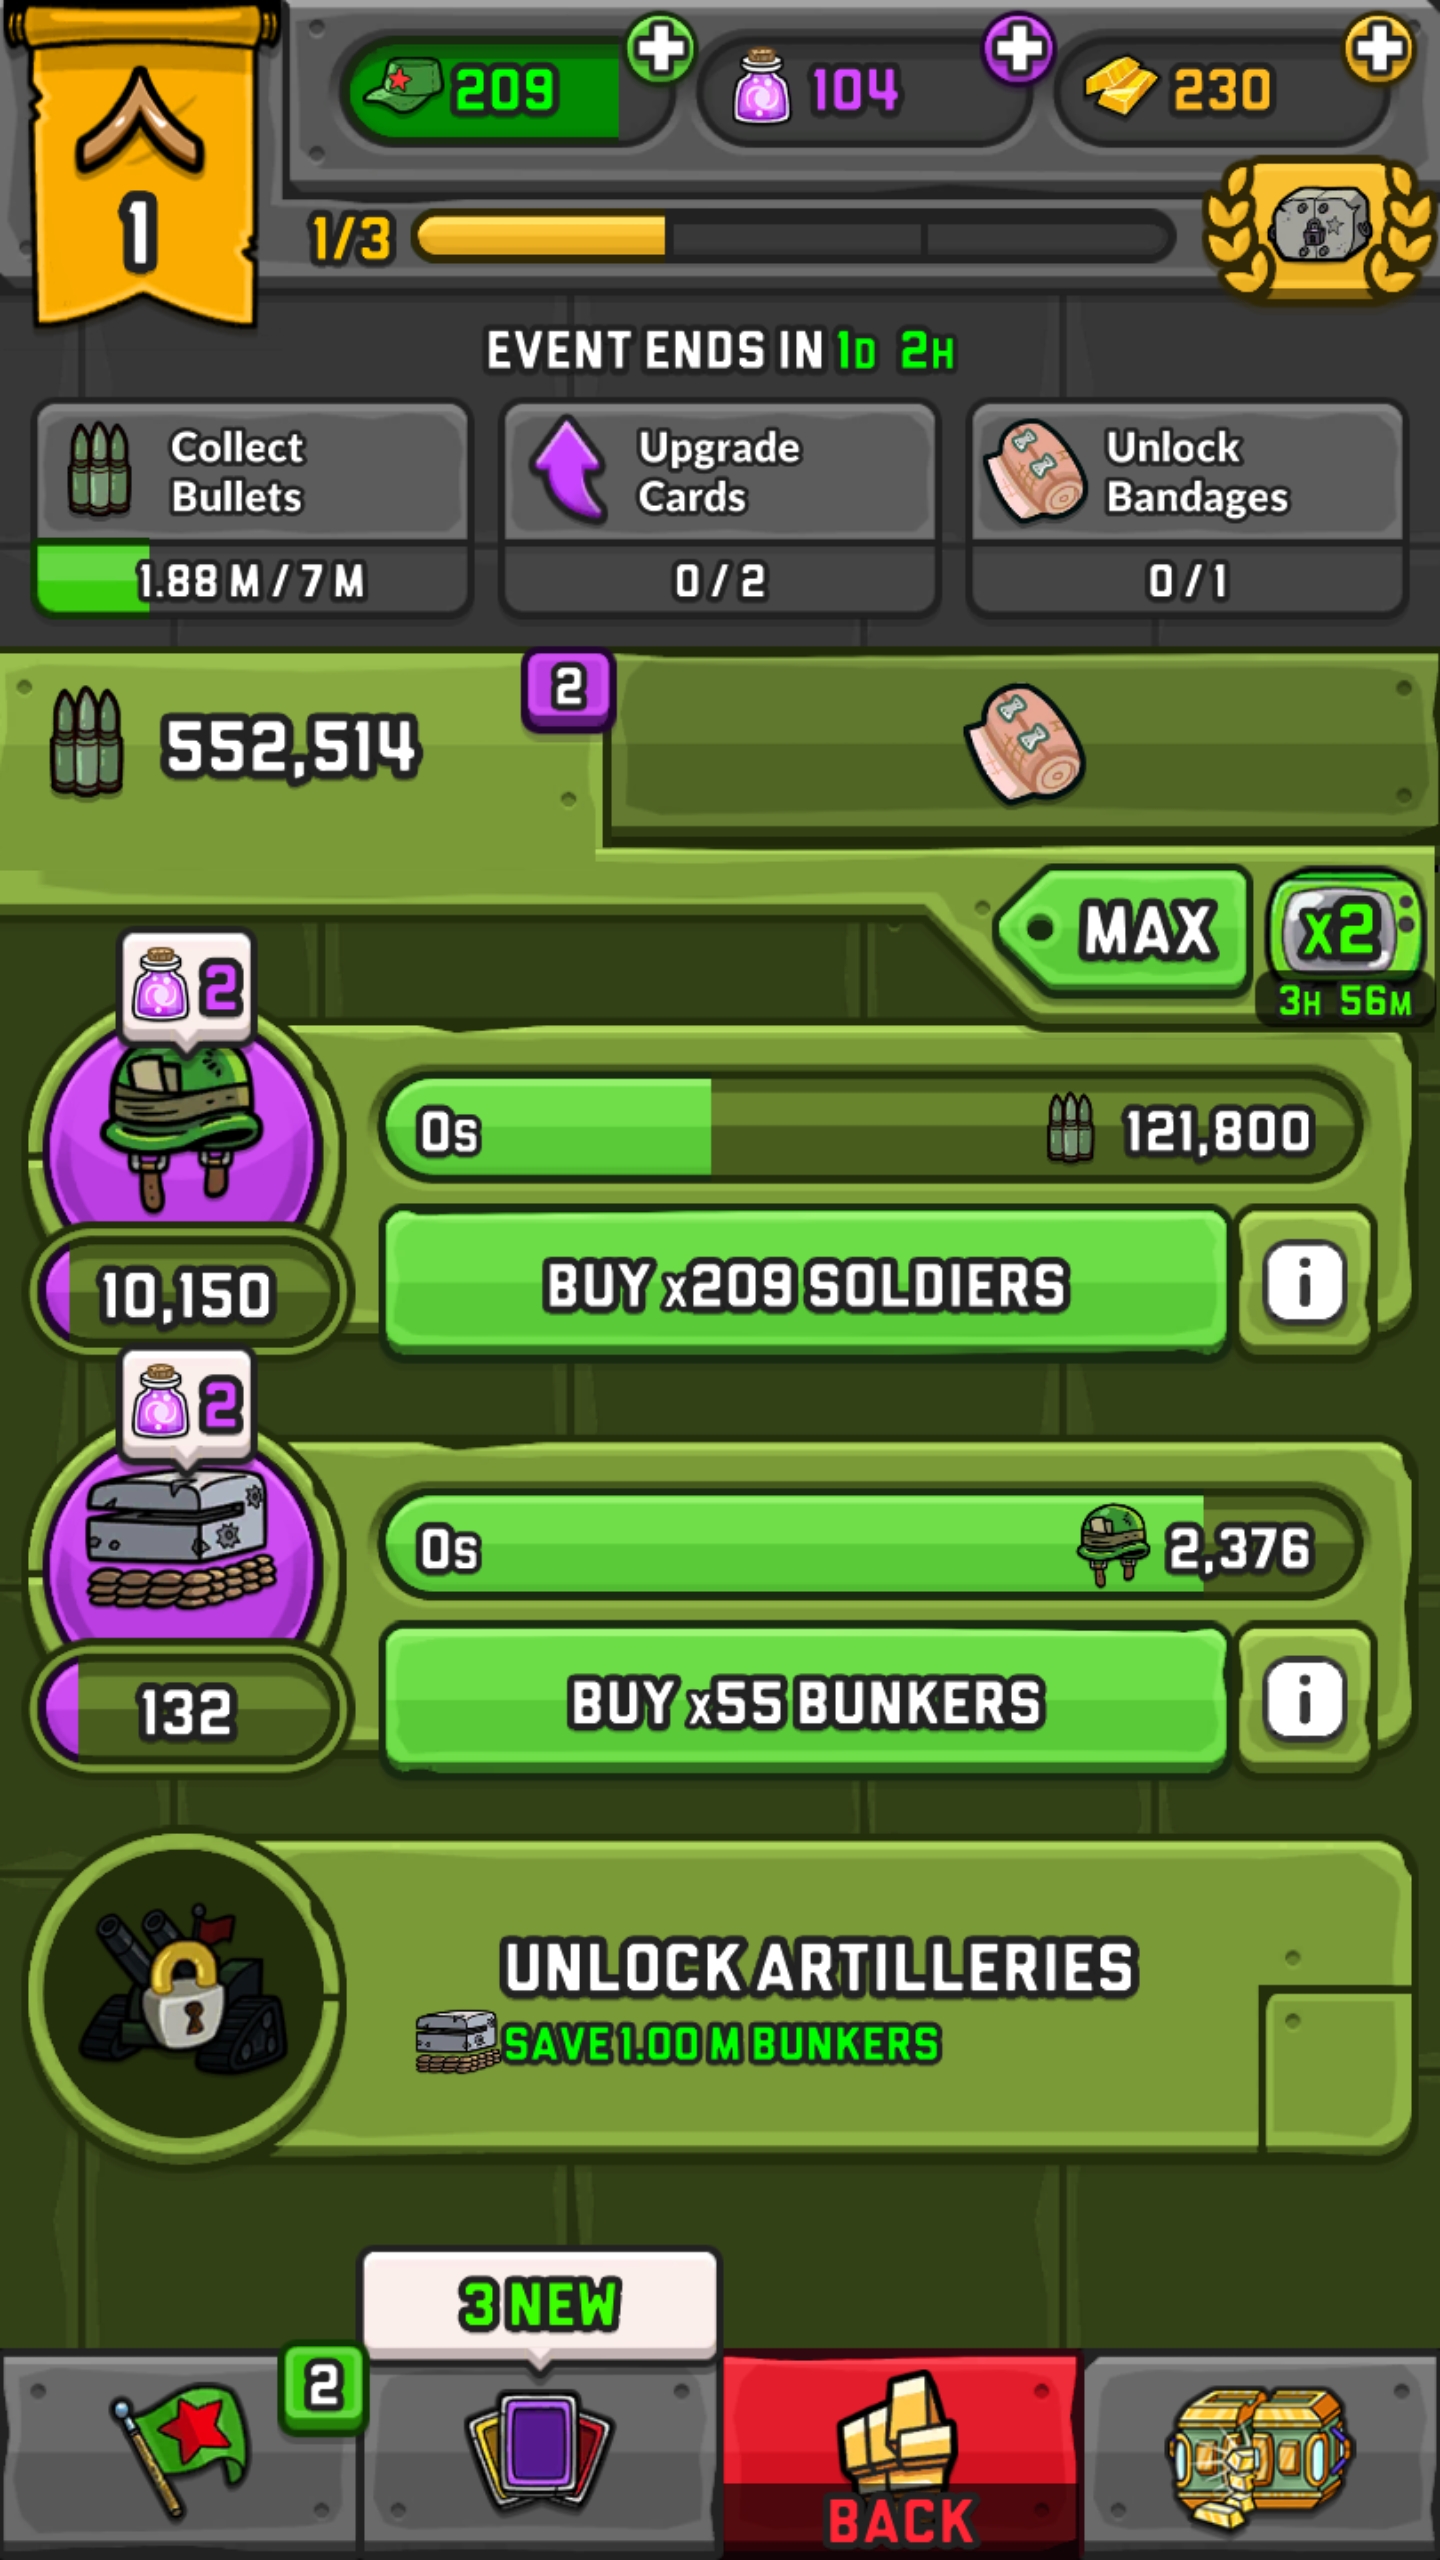 209
104
230
1
1/3
EVENT ENDS IN 1D 2H
Collect
Bullets
1.88 M / 7 M
Upgrade
Cards
0 / 2
Unlock
Bandages
0 / 1
552,514
2
MAX
x2
3H 56M
2
0s
121,800
10,150
BUY x209 SOLDIERS
i
2
0s
2,376
132
BUY x55 BUNKERS
i
UNLOCK ARTILLERIES
SAVE 1.00 M BUNKERS
3 NEW
2
BACK